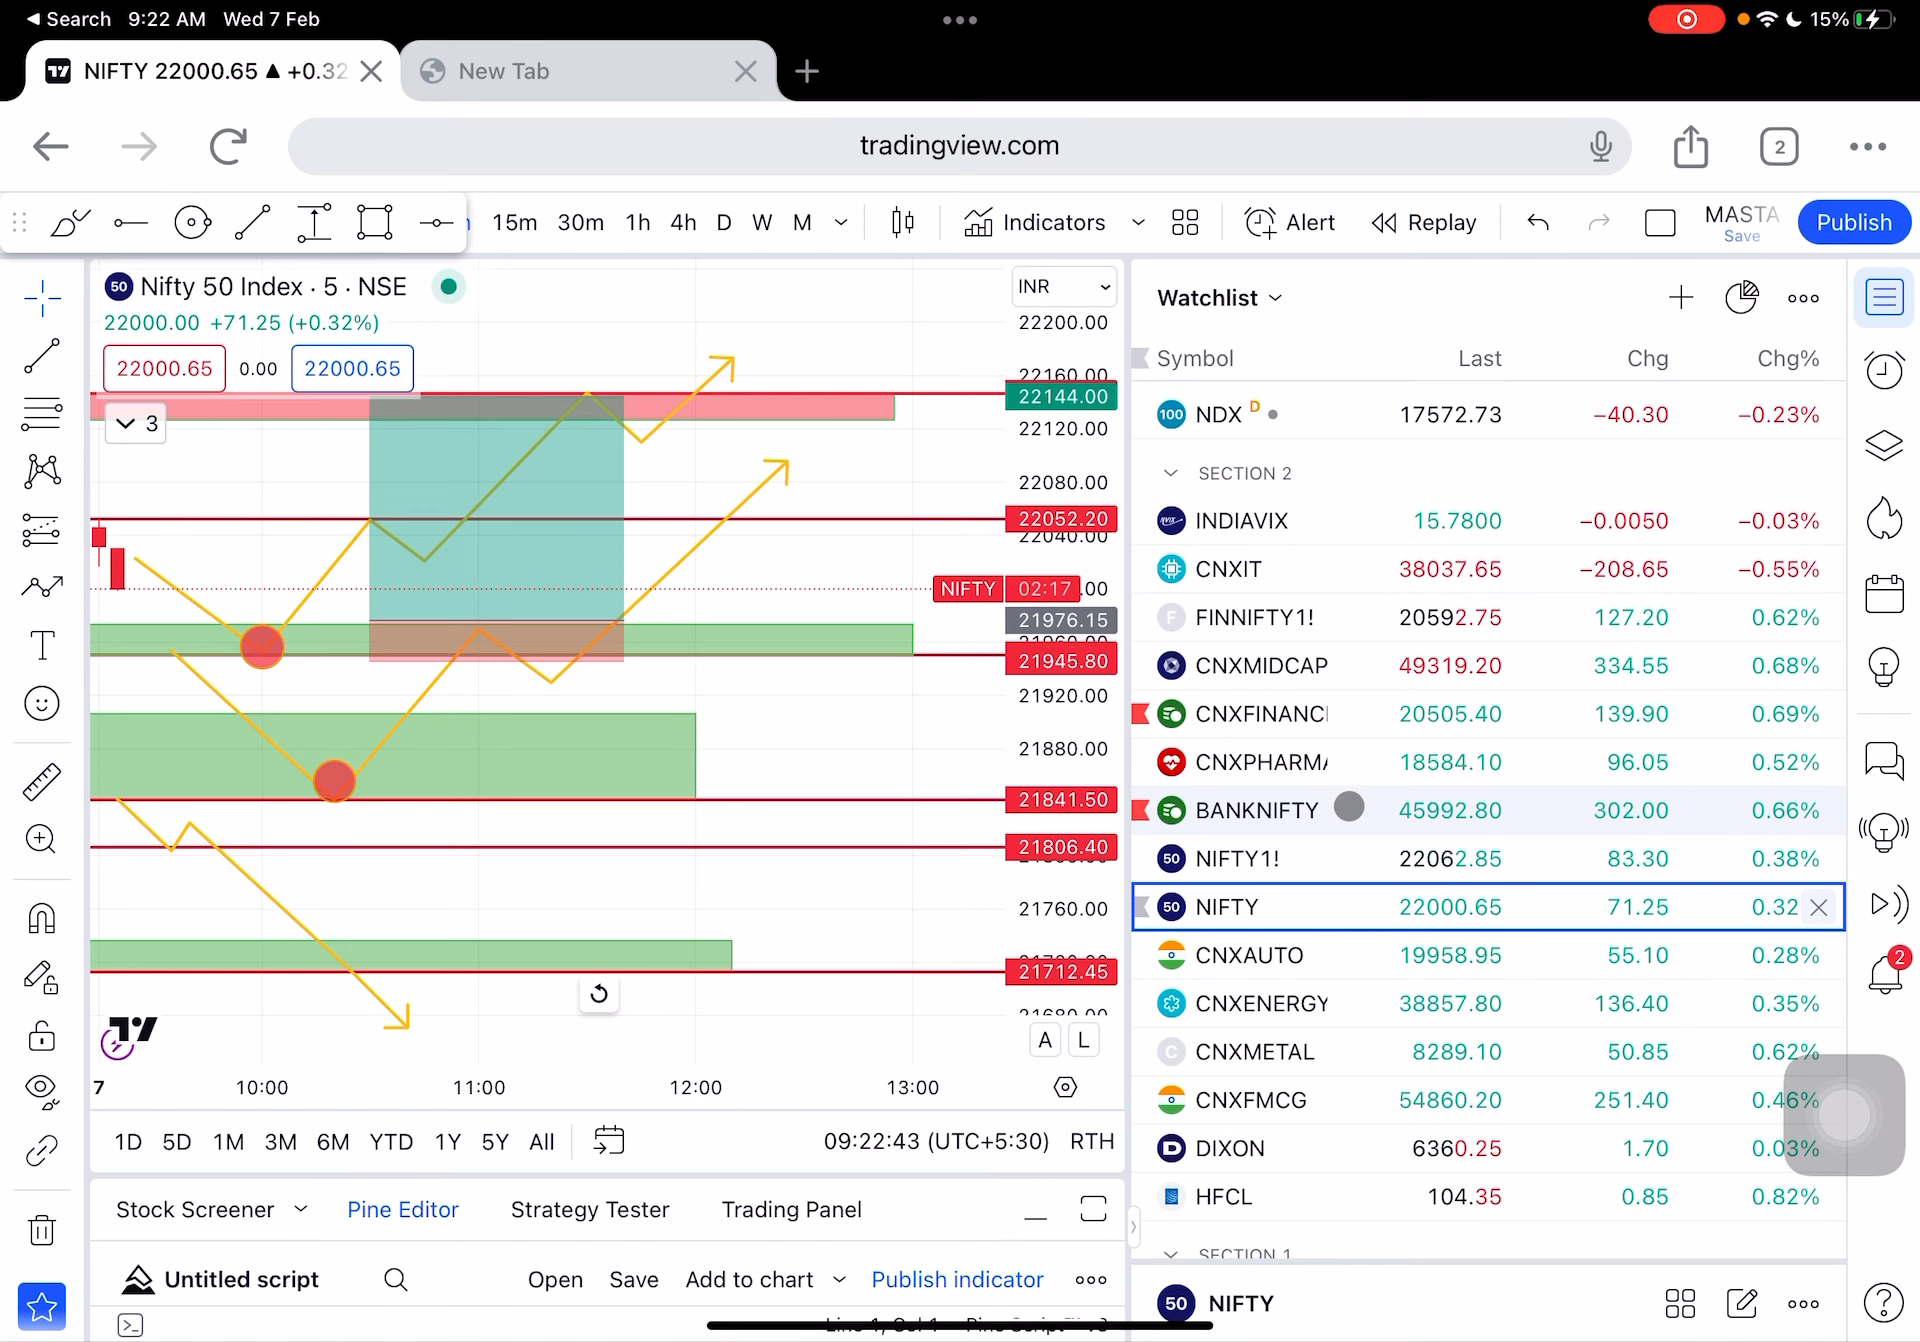 Search 9:22 AM Wed 7 Feb
15%
NIFTY 22000.65 ▲ +0.32
New Tab
tradingview.com
2
15m 30m 1h 4h D W M
Indicators
Alert
Replay
MASTA
Save
Publish
50 Nifty 50 Index · 5 · NSE
22000.00 +71.25 (+0.32%)
22000.65 0.00 22000.65
3
INR
22200.00
22160.00
22144.00
22120.00
22080.00
22052.20
22040.00
NIFTY 02:17 .00
21976.15
21945.80
21920.00
21880.00
21841.50
21806.40
21760.00
21712.45
A L
7 10:00 11:00 12:00 13:00
1D 5D 1M 3M 6M YTD 1Y 5Y All
09:22:43 (UTC+5:30) RTH
Stock Screener Pine Editor Strategy Tester Trading Panel
Untitled script Open Save Add to chart Publish indicator
Watchlist
Symbol Last Chg Chg%
100 NDX D 17572.73 −40.30 −0.23%
SECTION 2
INDIAVIX 15.7800 −0.0050 −0.03%
CNXIT 38037.65 −208.65 −0.55%
F FINNIFTY1! 20592.75 127.20 0.62%
CNXMIDCAP 49319.20 334.55 0.68%
CNXFINANC 20505.40 139.90 0.69%
CNXPHARMA 18584.10 96.05 0.52%
BANKNIFTY 45992.80 302.00 0.66%
50 NIFTY1! 22062.85 83.30 0.38%
50 NIFTY 22000.65 71.25 0.32
CNXAUTO 19958.95 55.10 0.28%
CNXENERGY 38857.80 136.40 0.35%
C CNXMETAL 8289.10 50.85 0.62%
CNXFMCG 54860.20 251.40 0.46%
D DIXON 6360.25 1.70 0.03%
HFCL 104.35 0.85 0.82%
SECTION 1
50 NIFTY
2